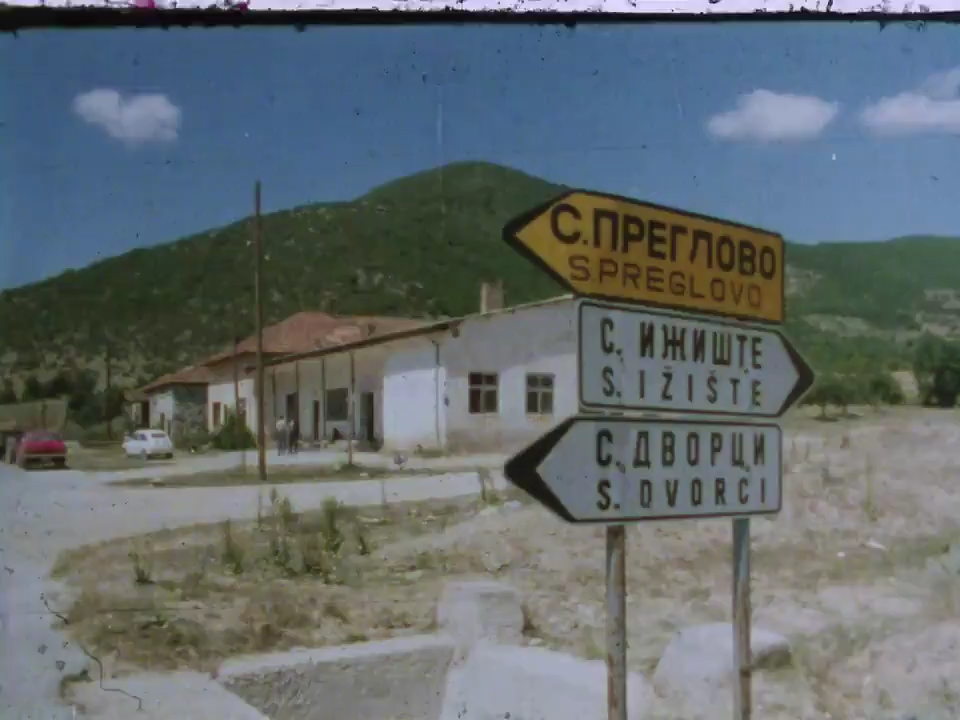 С.ПРЕГЛОВО
S.PREGLOVO
С. ИЖИШТЕ
S. IŽIŠTE
С. ДВОРЦИ
S. DVORCI